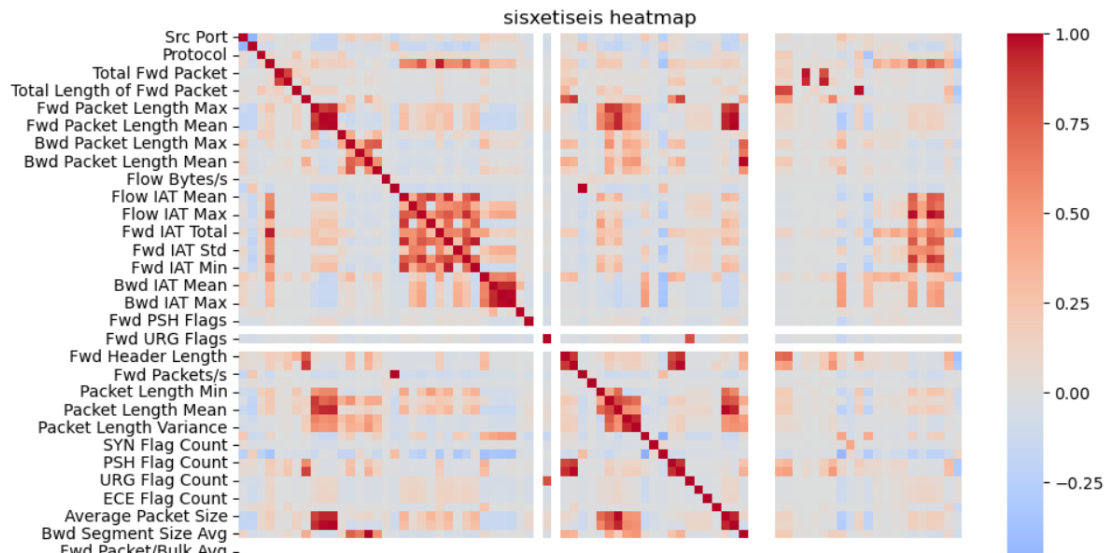 sisxetiseis heatmap
Src Port
Protocol
Total Fwd Packet
Total Length of Fwd Packet
Fwd Packet Length Max
Fwd Packet Length Mean
Bwd Packet Length Max
Bwd Packet Length Mean
Flow Bytes/s
Flow IAT Mean
Flow IAT Max
Fwd IAT Total
Fwd IAT Std
Fwd IAT Min
Bwd IAT Mean
Bwd IAT Max
Fwd PSH Flags
Fwd URG Flags
Fwd Header Length
Fwd Packets/s
Packet Length Min
Packet Length Mean
Packet Length Variance
SYN Flag Count
PSH Flag Count
URG Flag Count
ECE Flag Count
Average Packet Size
Bwd Segment Size Avg
Fwd Packet/Bulk Avg
1.00
0.75
0.50
0.25
0.00
−0.25